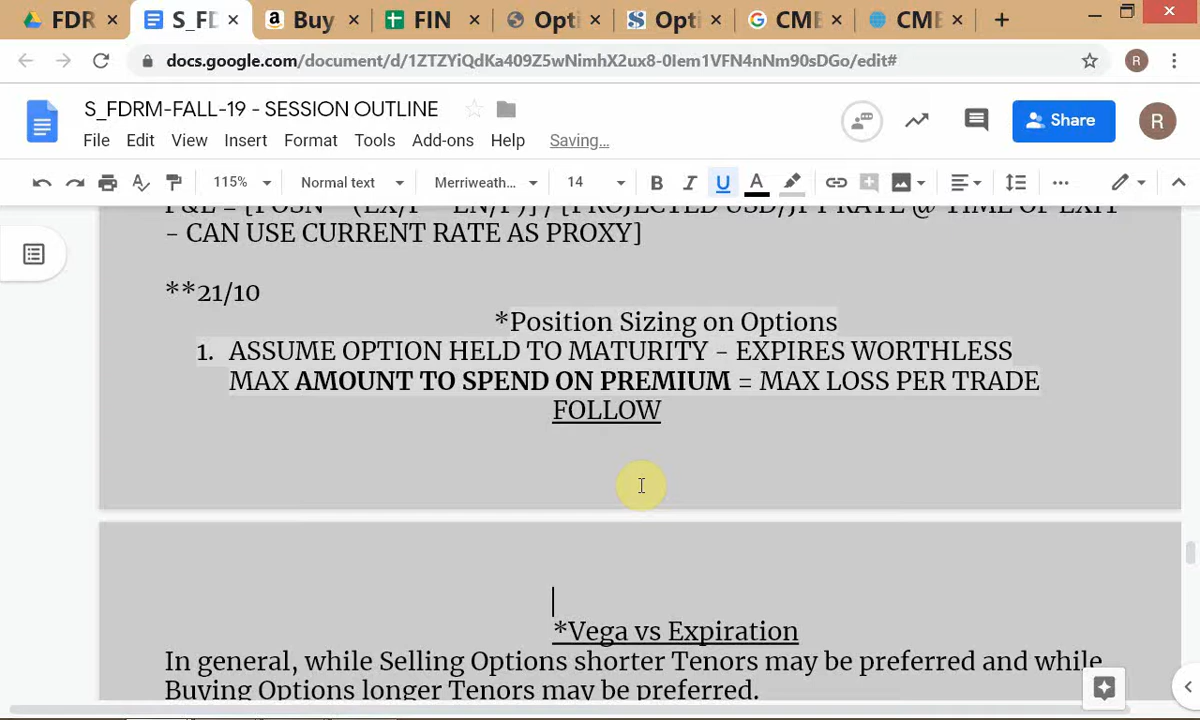 FDR
S_FD
Buy
FIN
Opti
Opti
CME
CME
docs.google.com/document/d/1ZTZYiQdKa409Z5wNimhX2ux8-0Iem1VFN4nNm90sDGo/edit#
R
S_FDRM-FALL-19 - SESSION OUTLINE
Share
R
File Edit View Insert Format Tools Add-ons Help Saving...
115% Normal text Merriweath... 14 B I U A
- CAN USE CURRENT RATE AS PROXY]
**21/10
*Position Sizing on Options
1. ASSUME OPTION HELD TO MATURITY - EXPIRES WORTHLESS
MAX AMOUNT TO SPEND ON PREMIUM = MAX LOSS PER TRADE
FOLLOW
*Vega vs Expiration
In general, while Selling Options shorter Tenors may be preferred and while
Buying Options longer Tenors may be preferred.